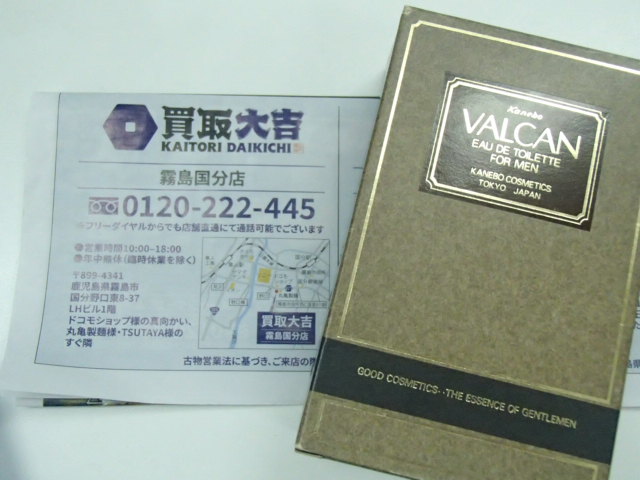 買取大吉
KAITORI DAIKICHI
霧島国分店
0120-222-445
※フリーダイヤルからでも店舗直通にて通話可能でございます
●営業時間10:00-18:00
●年中無休(臨時休業を除く)
〒899-4341
鹿児島県霧島市
国分野口東8-37
LHビル1階
ドコモショップ様の真向かい、
丸亀製麺様・TSUTAYA様の
すぐ隣
買取大吉
霧島国分店
古物営業法に基づき、ご来店の際
Kanebo
VALCAN
EAU DE TOILETTE
FOR MEN
KANEBO COSMETICS
TOKYO JAPAN
GOOD COSMETICS··THE ESSENCE OF GENTLEMEN